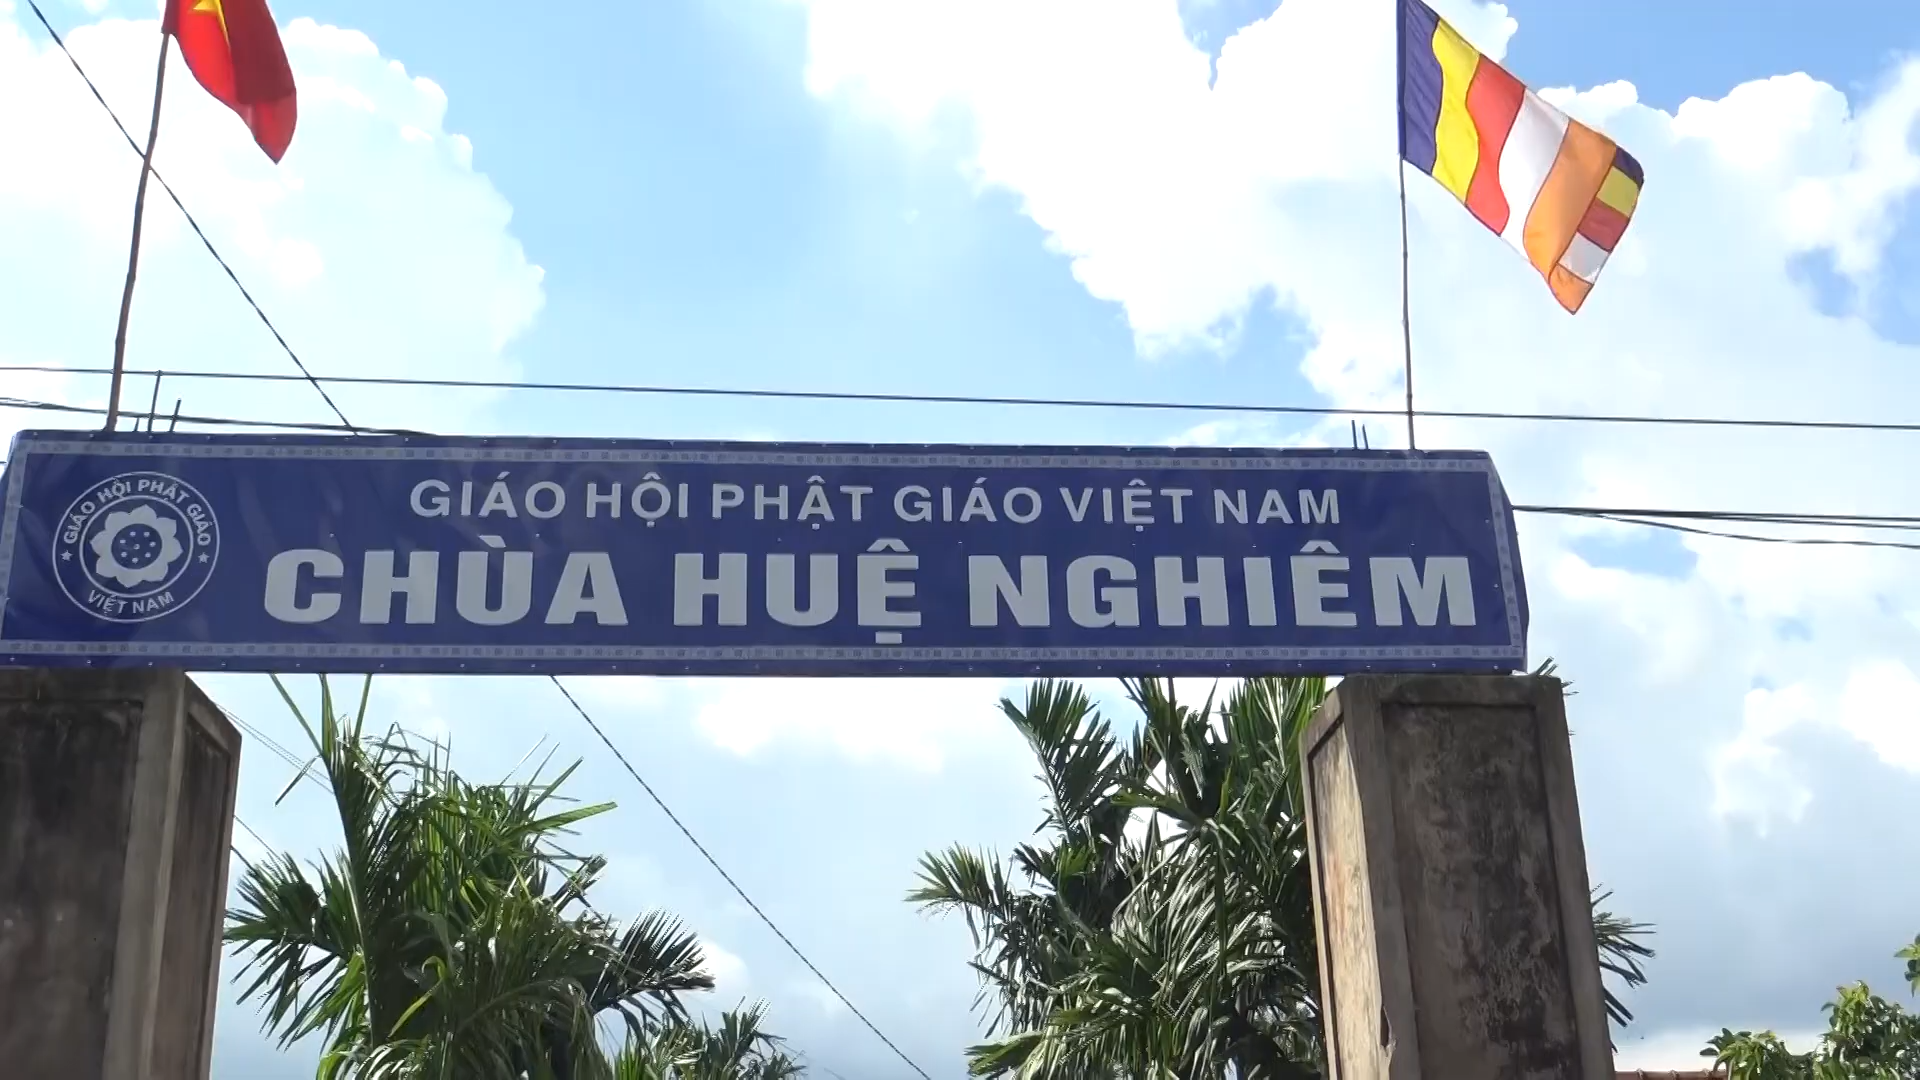 GIÁO HỘI PHẬT GIÁO VIỆT NAM
CHÙA HUỆ NGHIÊM
GIÁO HỘI PHẬT GIÁO
VIỆT NAM